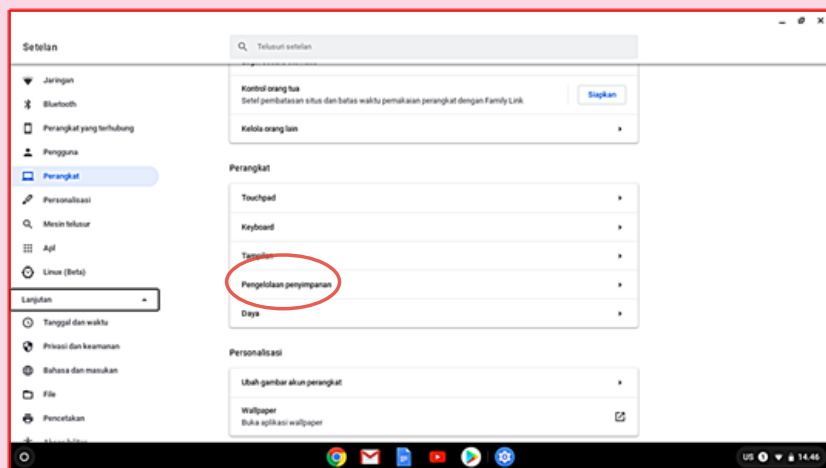 Setelan
Telusuri setelan
Jaringan
Bluetooth
Perangkat yang terhubung
Pengguna
Perangkat
Personalisasi
Mesin telusur
Apl
Linux (Beta)
Lanjutan
Tanggal dan waktu
Privasi dan keamanan
Bahasa dan masukan
File
Pencetakan
Kontrol orang tua
Setel pembatasan situs dan batas waktu pemakaian perangkat dengan Family Link
Siapkan
Kelola orang lain
Perangkat
Touchpad
Keyboard
Tampilan
Pengelolaan penyimpanan
Daya
Personalisasi
Ubah gambar akun perangkat
Wallpaper
Buka aplikasi wallpaper
US
14.46